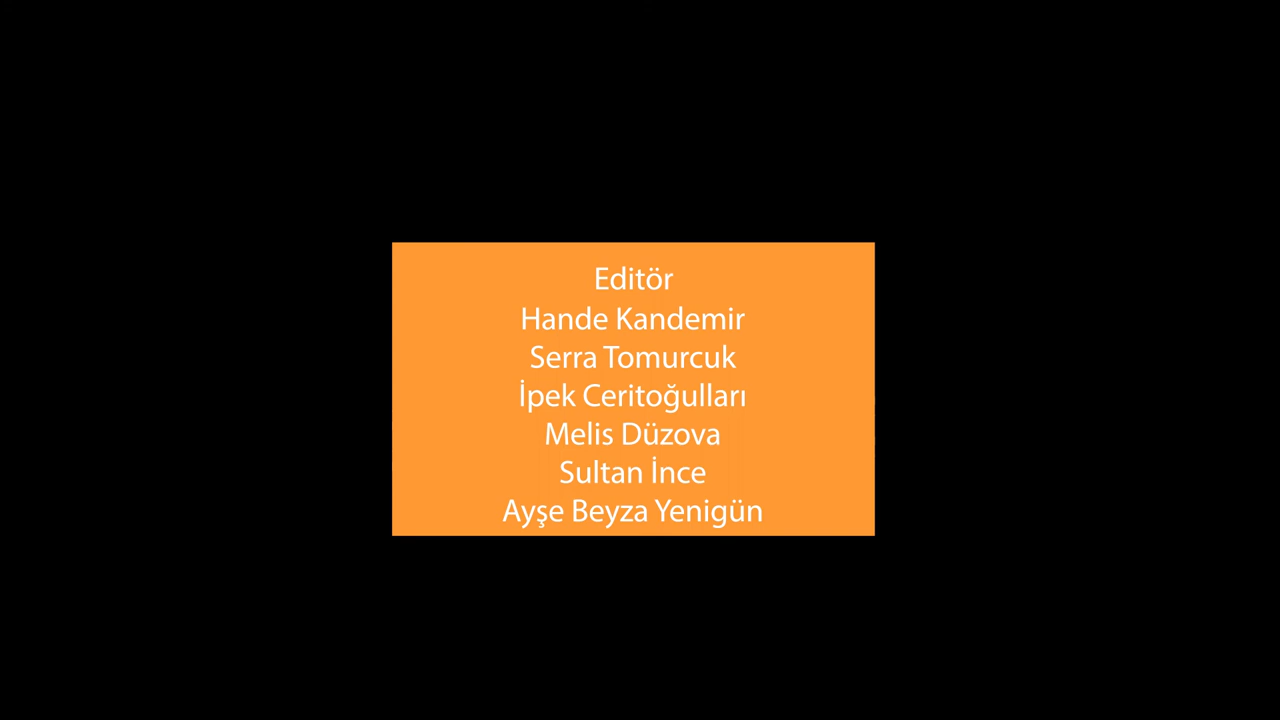 Editör
Hande Kandemir
Serra Tomurcuk
İpek Ceritoğulları
Melis Düzova
Sultan İnce
Ayşe Beyza Yenigün